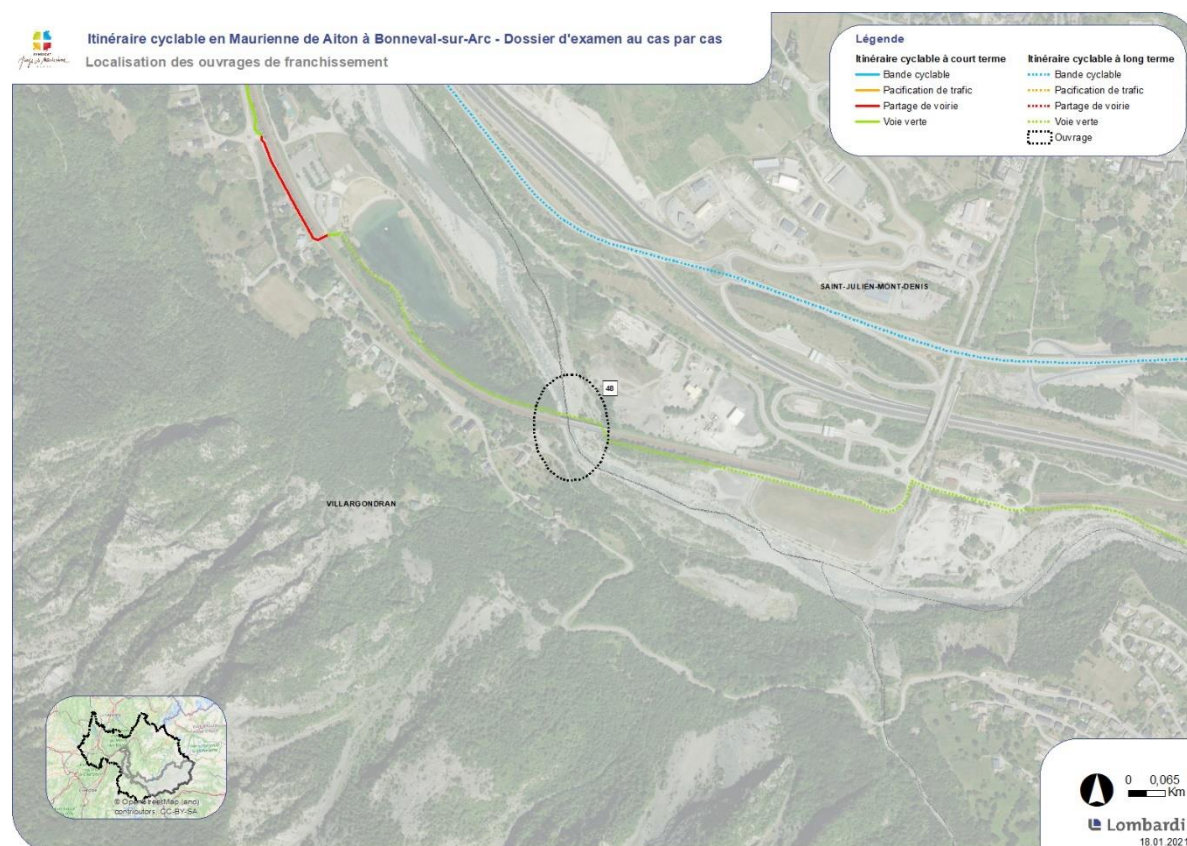 Itinéraire cyclable en Maurienne de Aiton à Bonneval-sur-Arc - Dossier d'examen au cas par cas
Localisation des ouvrages de franchissement
Légende
Itinéraire cyclable à court terme
Bande cyclable
Pacification de trafic
Partage de voirie
Voie verte
Itinéraire cyclable à long terme
Bande cyclable
Pacification de trafic
Partage de voirie
Voie verte
Ouvrage
SAINT-JULIEN-MONT-DENIS
48
VILLARGONDRAN
© OpenStreetMap (and)
contributors, CC-BY-SA
0 0,065
Km
Lombardi
18.01.2021